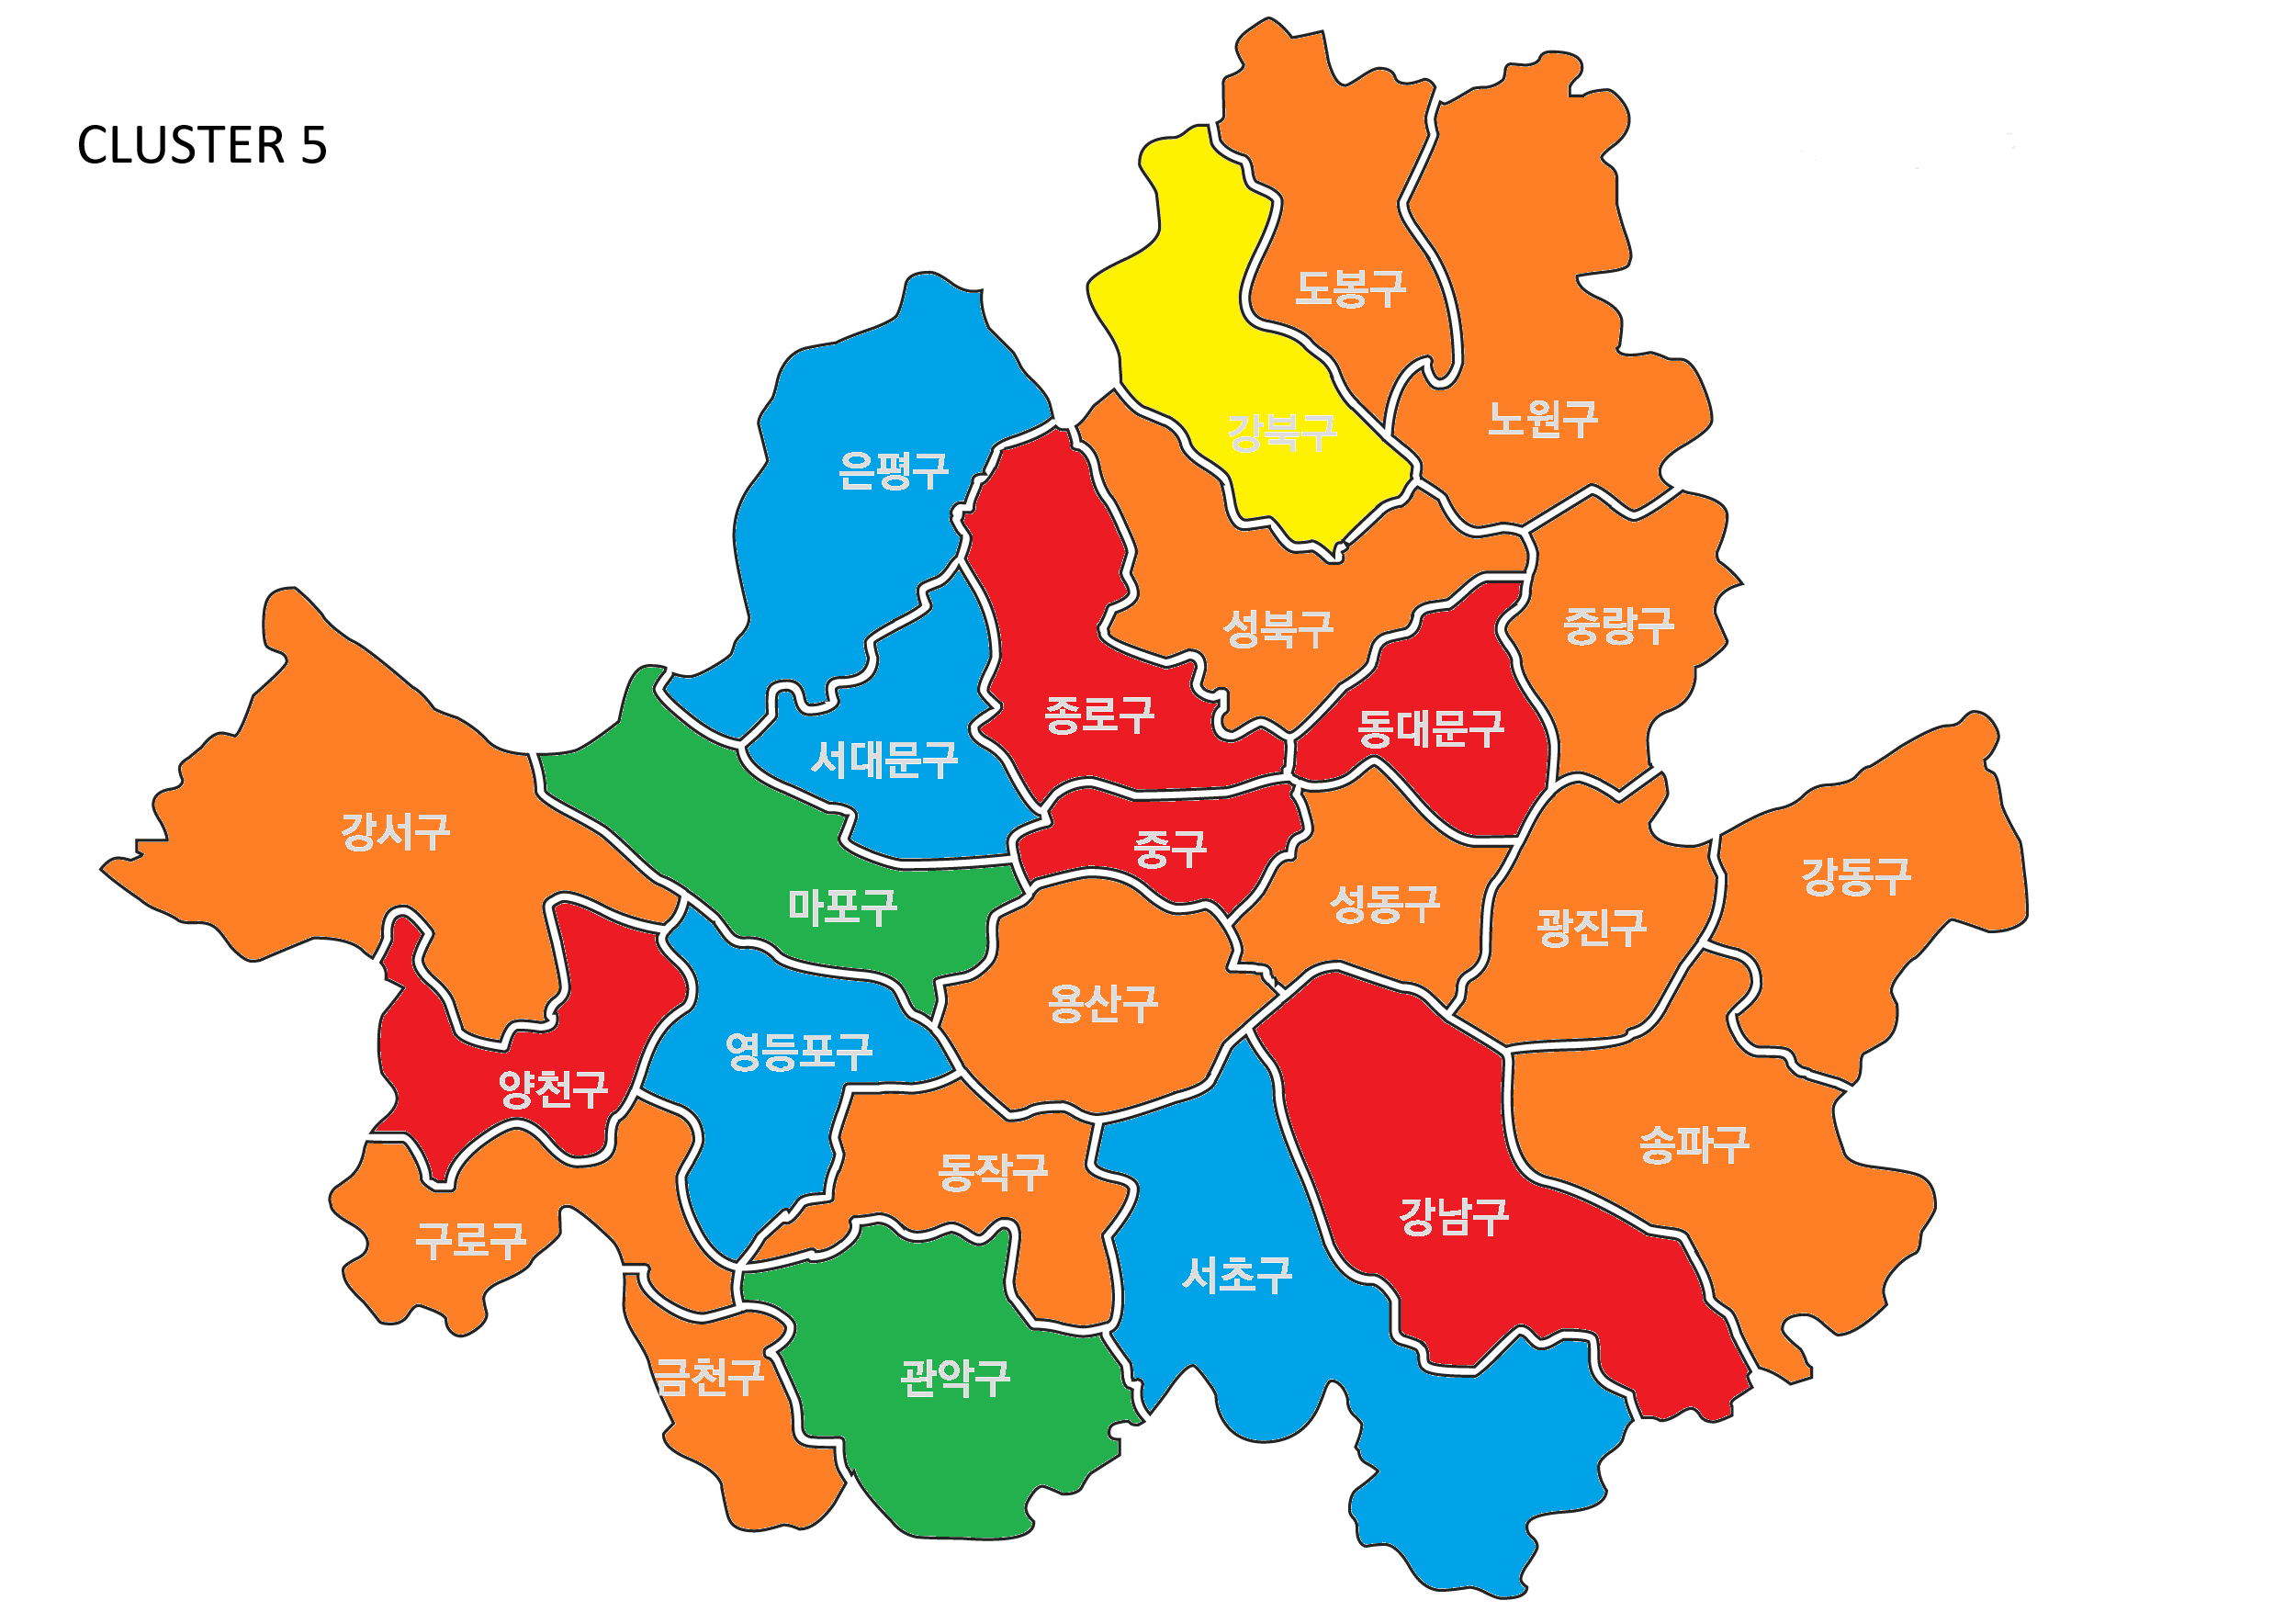 CLUSTER 5
도봉구
노원구
강북구
은평구
성북구
중랑구
종로구
동대문구
서대문구
강서구
중구
강동구
마포구
성동구
광진구
용산구
영등포구
양천구
송파구
동작구
강남구
구로구
서초구
금천구
관악구